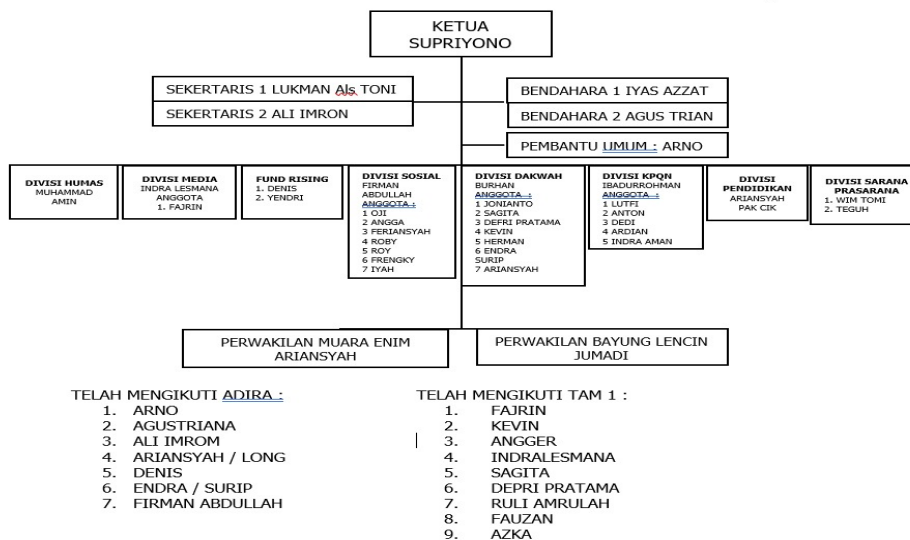 KETUA
SUPRIYONO
SEKERTARIS 1 LUKMAN Als TONI
SEKERTARIS 2 ALI IMRON
BENDAHARA 1 IYAS AZZAT
BENDAHARA 2 AGUS TRIAN
PEMBANTU UMUM : ARNO
DIVISI HUMAS
MUHAMMAD
AMIN
DIVISI MEDIA
INDRA LESMANA
ANGGOTA
1. FAJRIN
FUND RISING
1. DENIS
2. YENDRI
DIVISI SOSIAL
FIRMAN
ABDULLAH
ANGGOTA :
1 OJI
2 ANGGA
3 FERIANSYAH
4 ROBY
5 ROY
6 FRENGKY
7 IYAH
DIVISI DAKWAH
BURHAN
ANGGOTA :
1 JONIANTO
2 SAGITA
3 DEFRI PRATAMA
4 KEVIN
5 HERMAN
6 ENDRA
SURIP
7 ARIANSYAH
DIVISI KPQN
IBADURROHMAN
ANGGOTA :
1 LUTFI
2 ANTON
3 DEDI
4 ARDIAN
5 INDRA AMAN
DIVISI
PENDIDIKAN
ARIANSYAH
PAK CIK
DIVISI SARANA
PRASARANA
1. WIM TOMI
2. TEGUH
PERWAKILAN MUARA ENIM
ARIANSYAH
PERWAKILAN BAYUNG LENCIN
JUMADI
TELAH MENGIKUTI ADIRA :
1. ARNO
2. AGUSTRIANA
3. ALI IMROM
4. ARIANSYAH / LONG
5. DENIS
6. ENDRA / SURIP
7. FIRMAN ABDULLAH
TELAH MENGIKUTI TAM 1 :
1. FAJRIN
2. KEVIN
3. ANGGER
4. INDRALESMANA
5. SAGITA
6. DEPRI PRATAMA
7. RULI AMRULAH
8. FAUZAN
9. AZKA